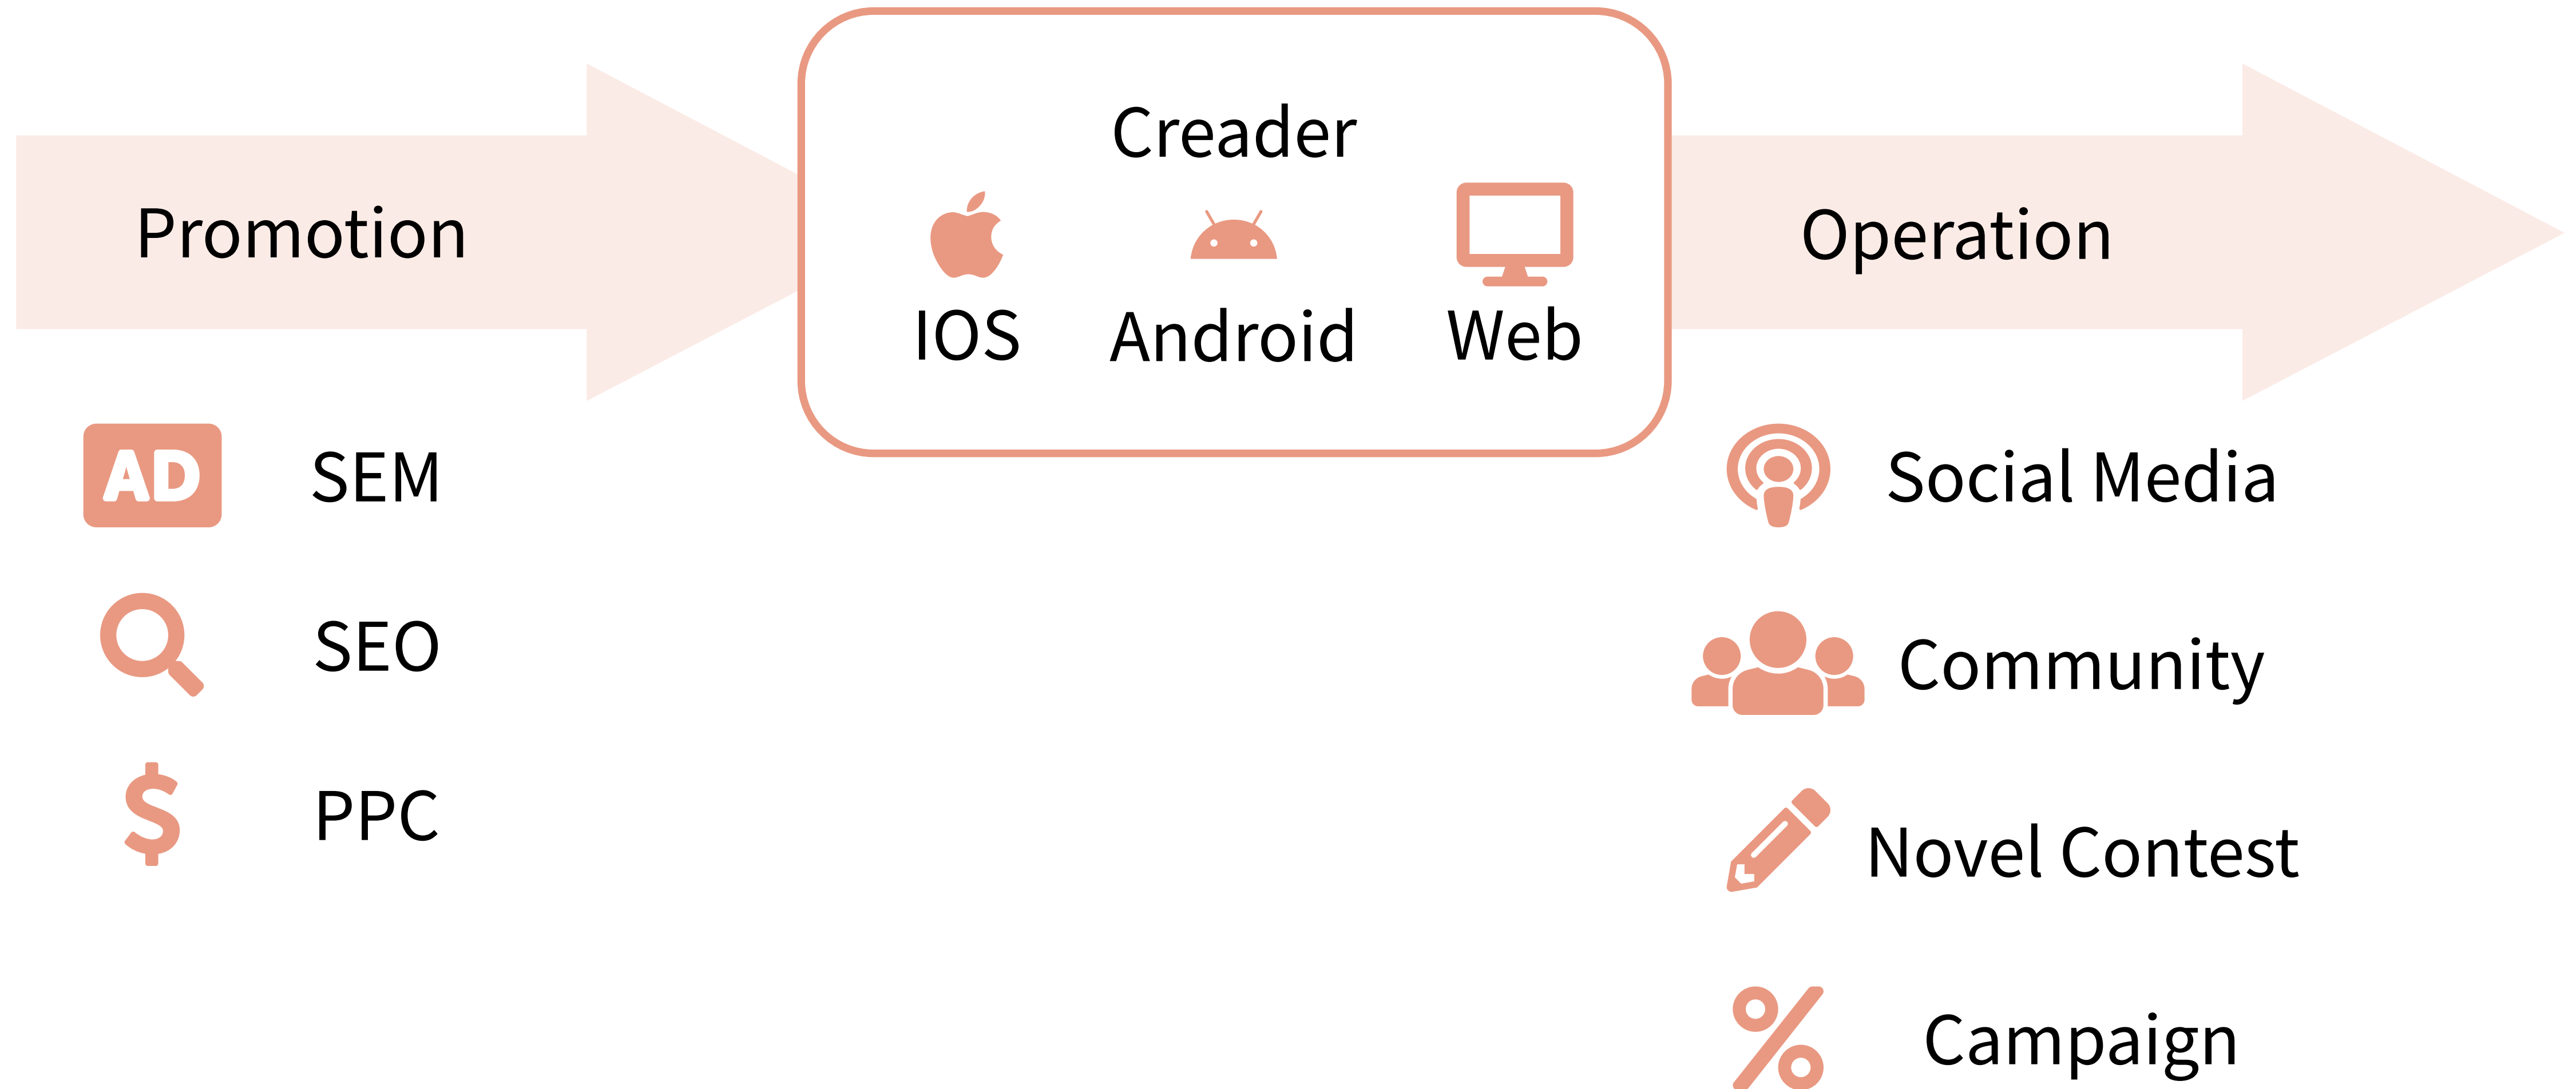 Creader
Promotion
IOS Android Web
Operation
AD SEM
SEO
PPC
Social Media
Community
Novel Contest
Campaign